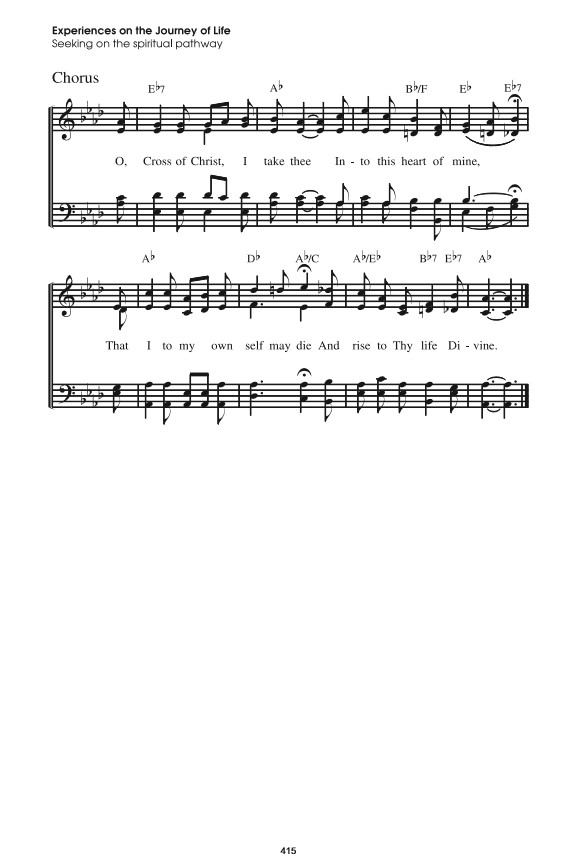 Experiences on the Journey of Life
Seeking on the spiritual pathway
Chorus
E♭7 A♭ B♭/F E♭ E♭7
O, Cross of Christ, I take thee In - to this heart of mine,
A♭ D♭ A♭/C A♭/E♭ B♭7 E♭7 A♭
That I to my own self may die And rise to Thy life Di - vine.
415